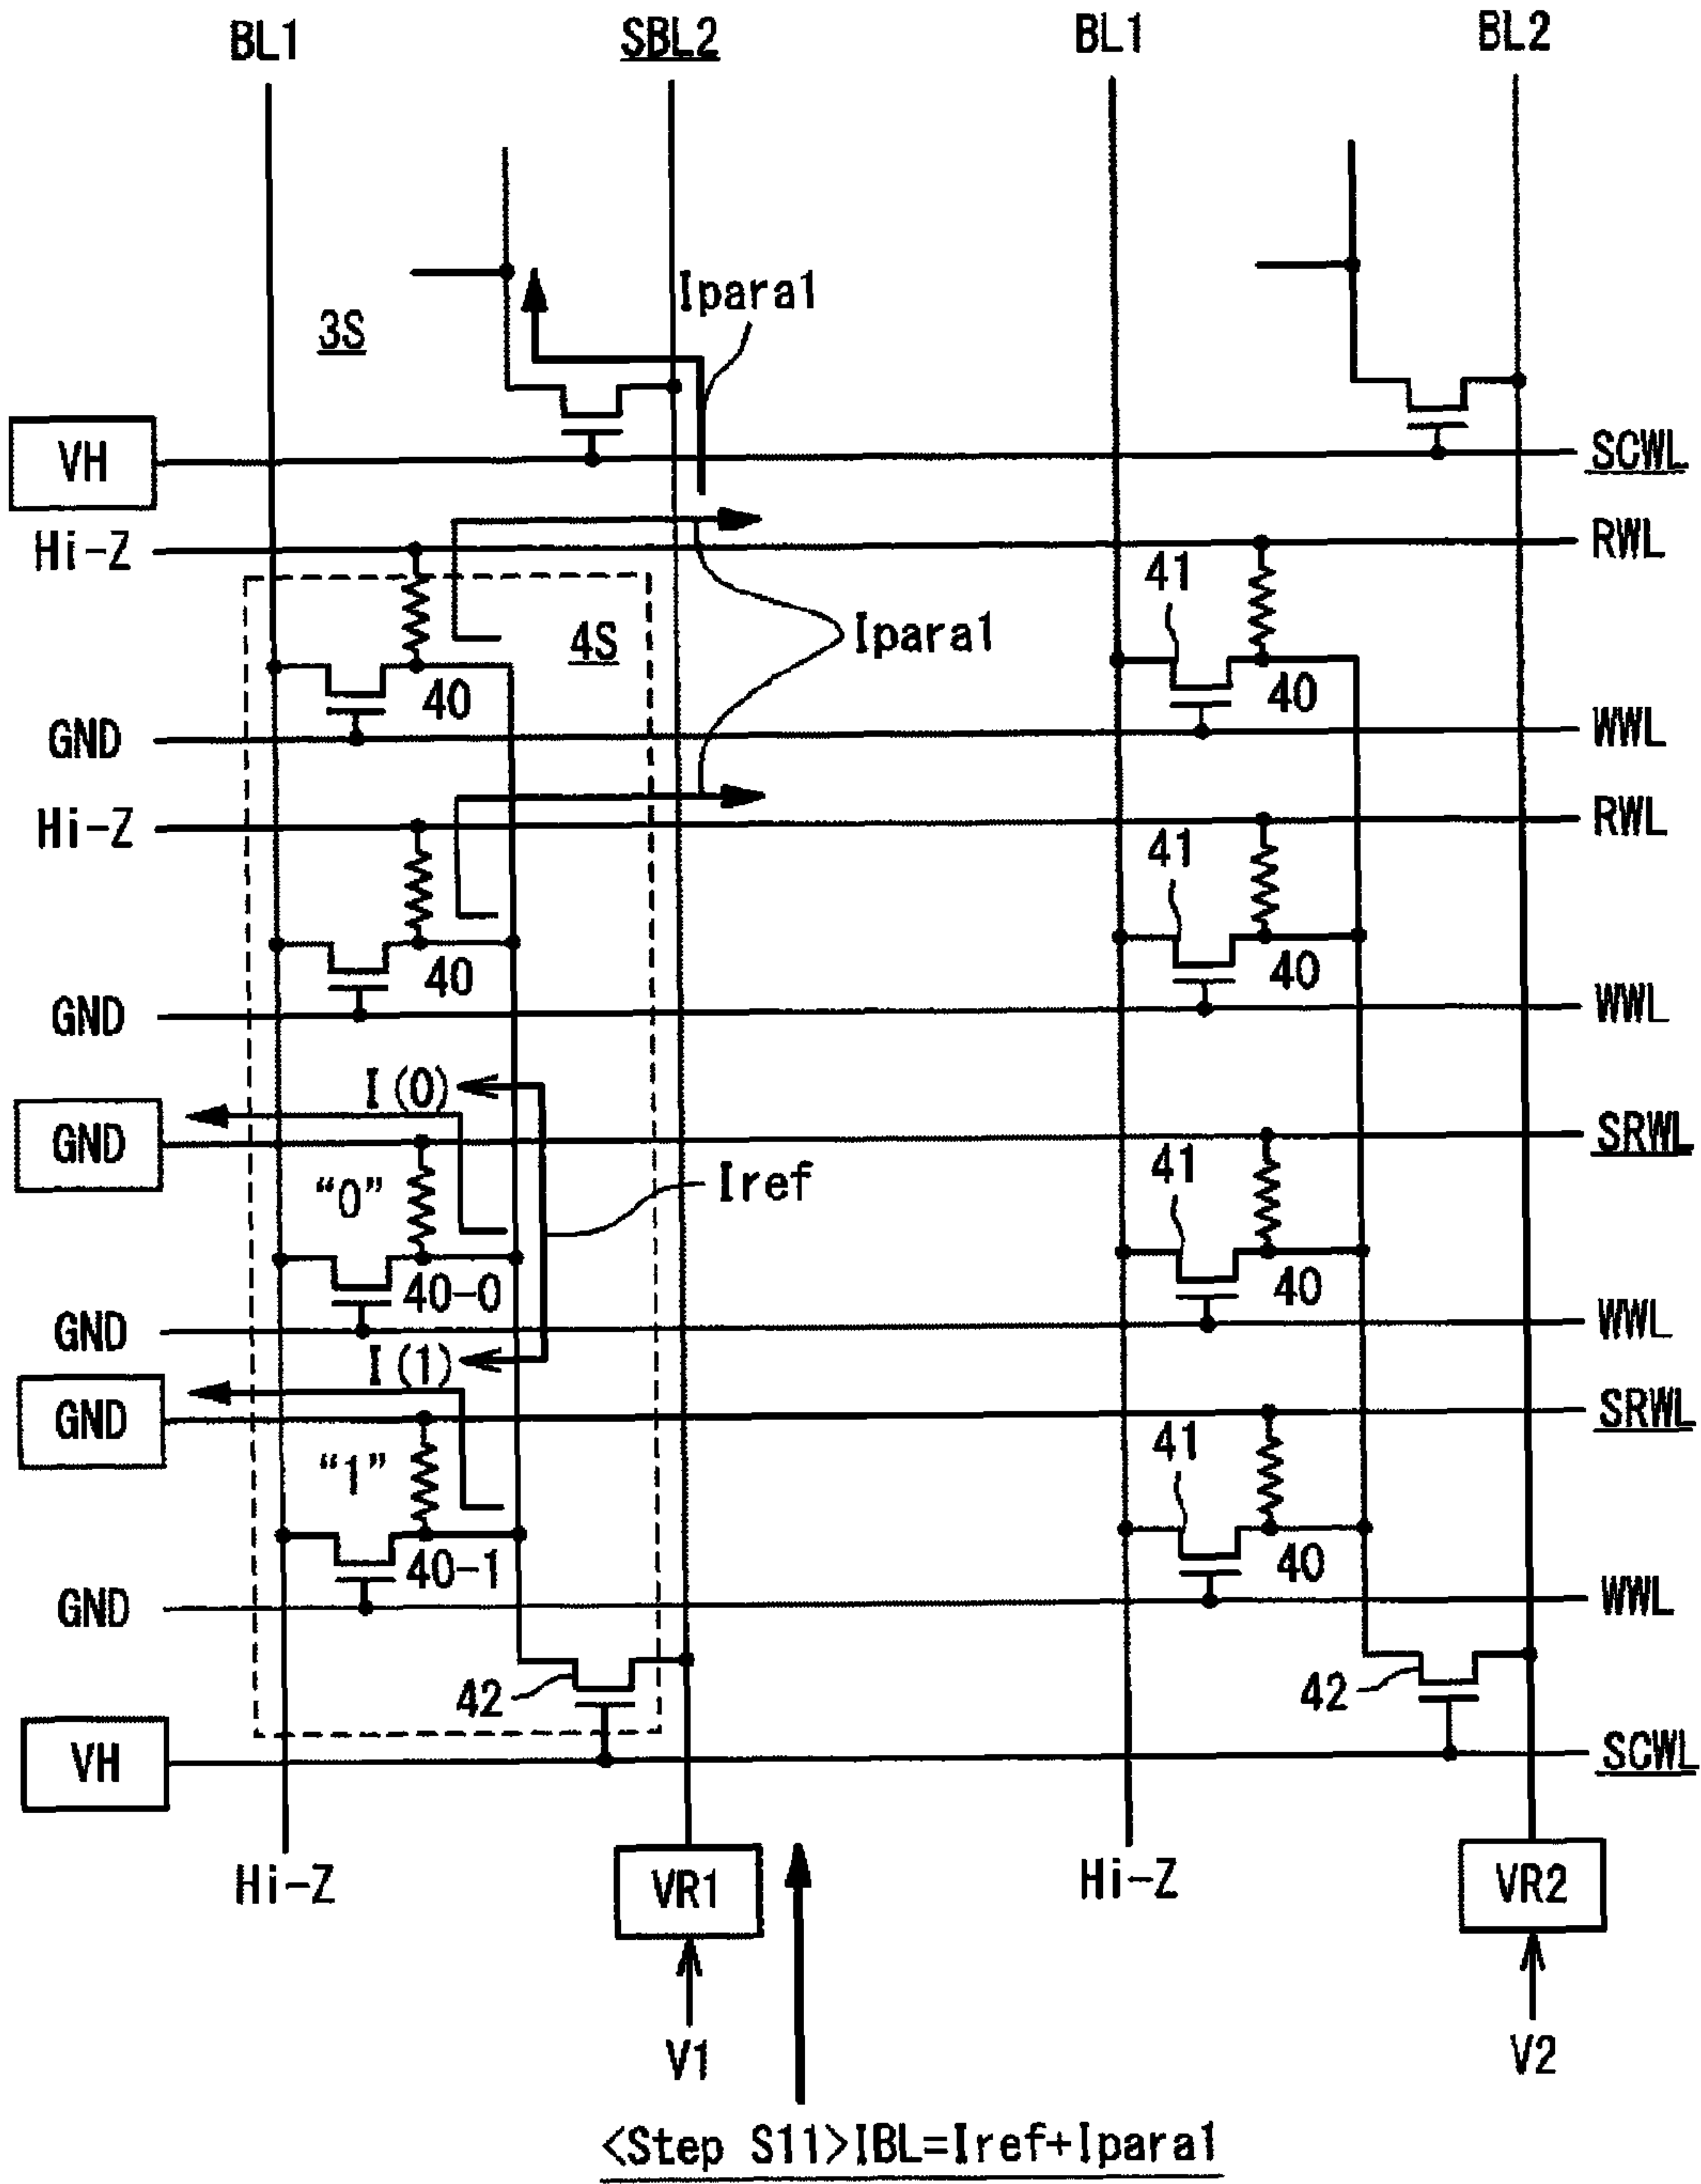 BL1 SBL2 BL1 BL2
Ipara1
3S
VH SCWL
Hi-Z RWL
41
4S Ipara1
40 40
GND WWL
Hi-Z RWL
41
40 40
GND WWL
I(0)
GND SRWL
41
"0" Iref
40-0 40
GND WWL
I(1)
GND SRWL
41
"1"
40-1 40
GND WWL
42 42
VH SCWL
Hi-Z VR1 Hi-Z VR2
V1 V2
<Step S11>IBL=Iref+Ipara1